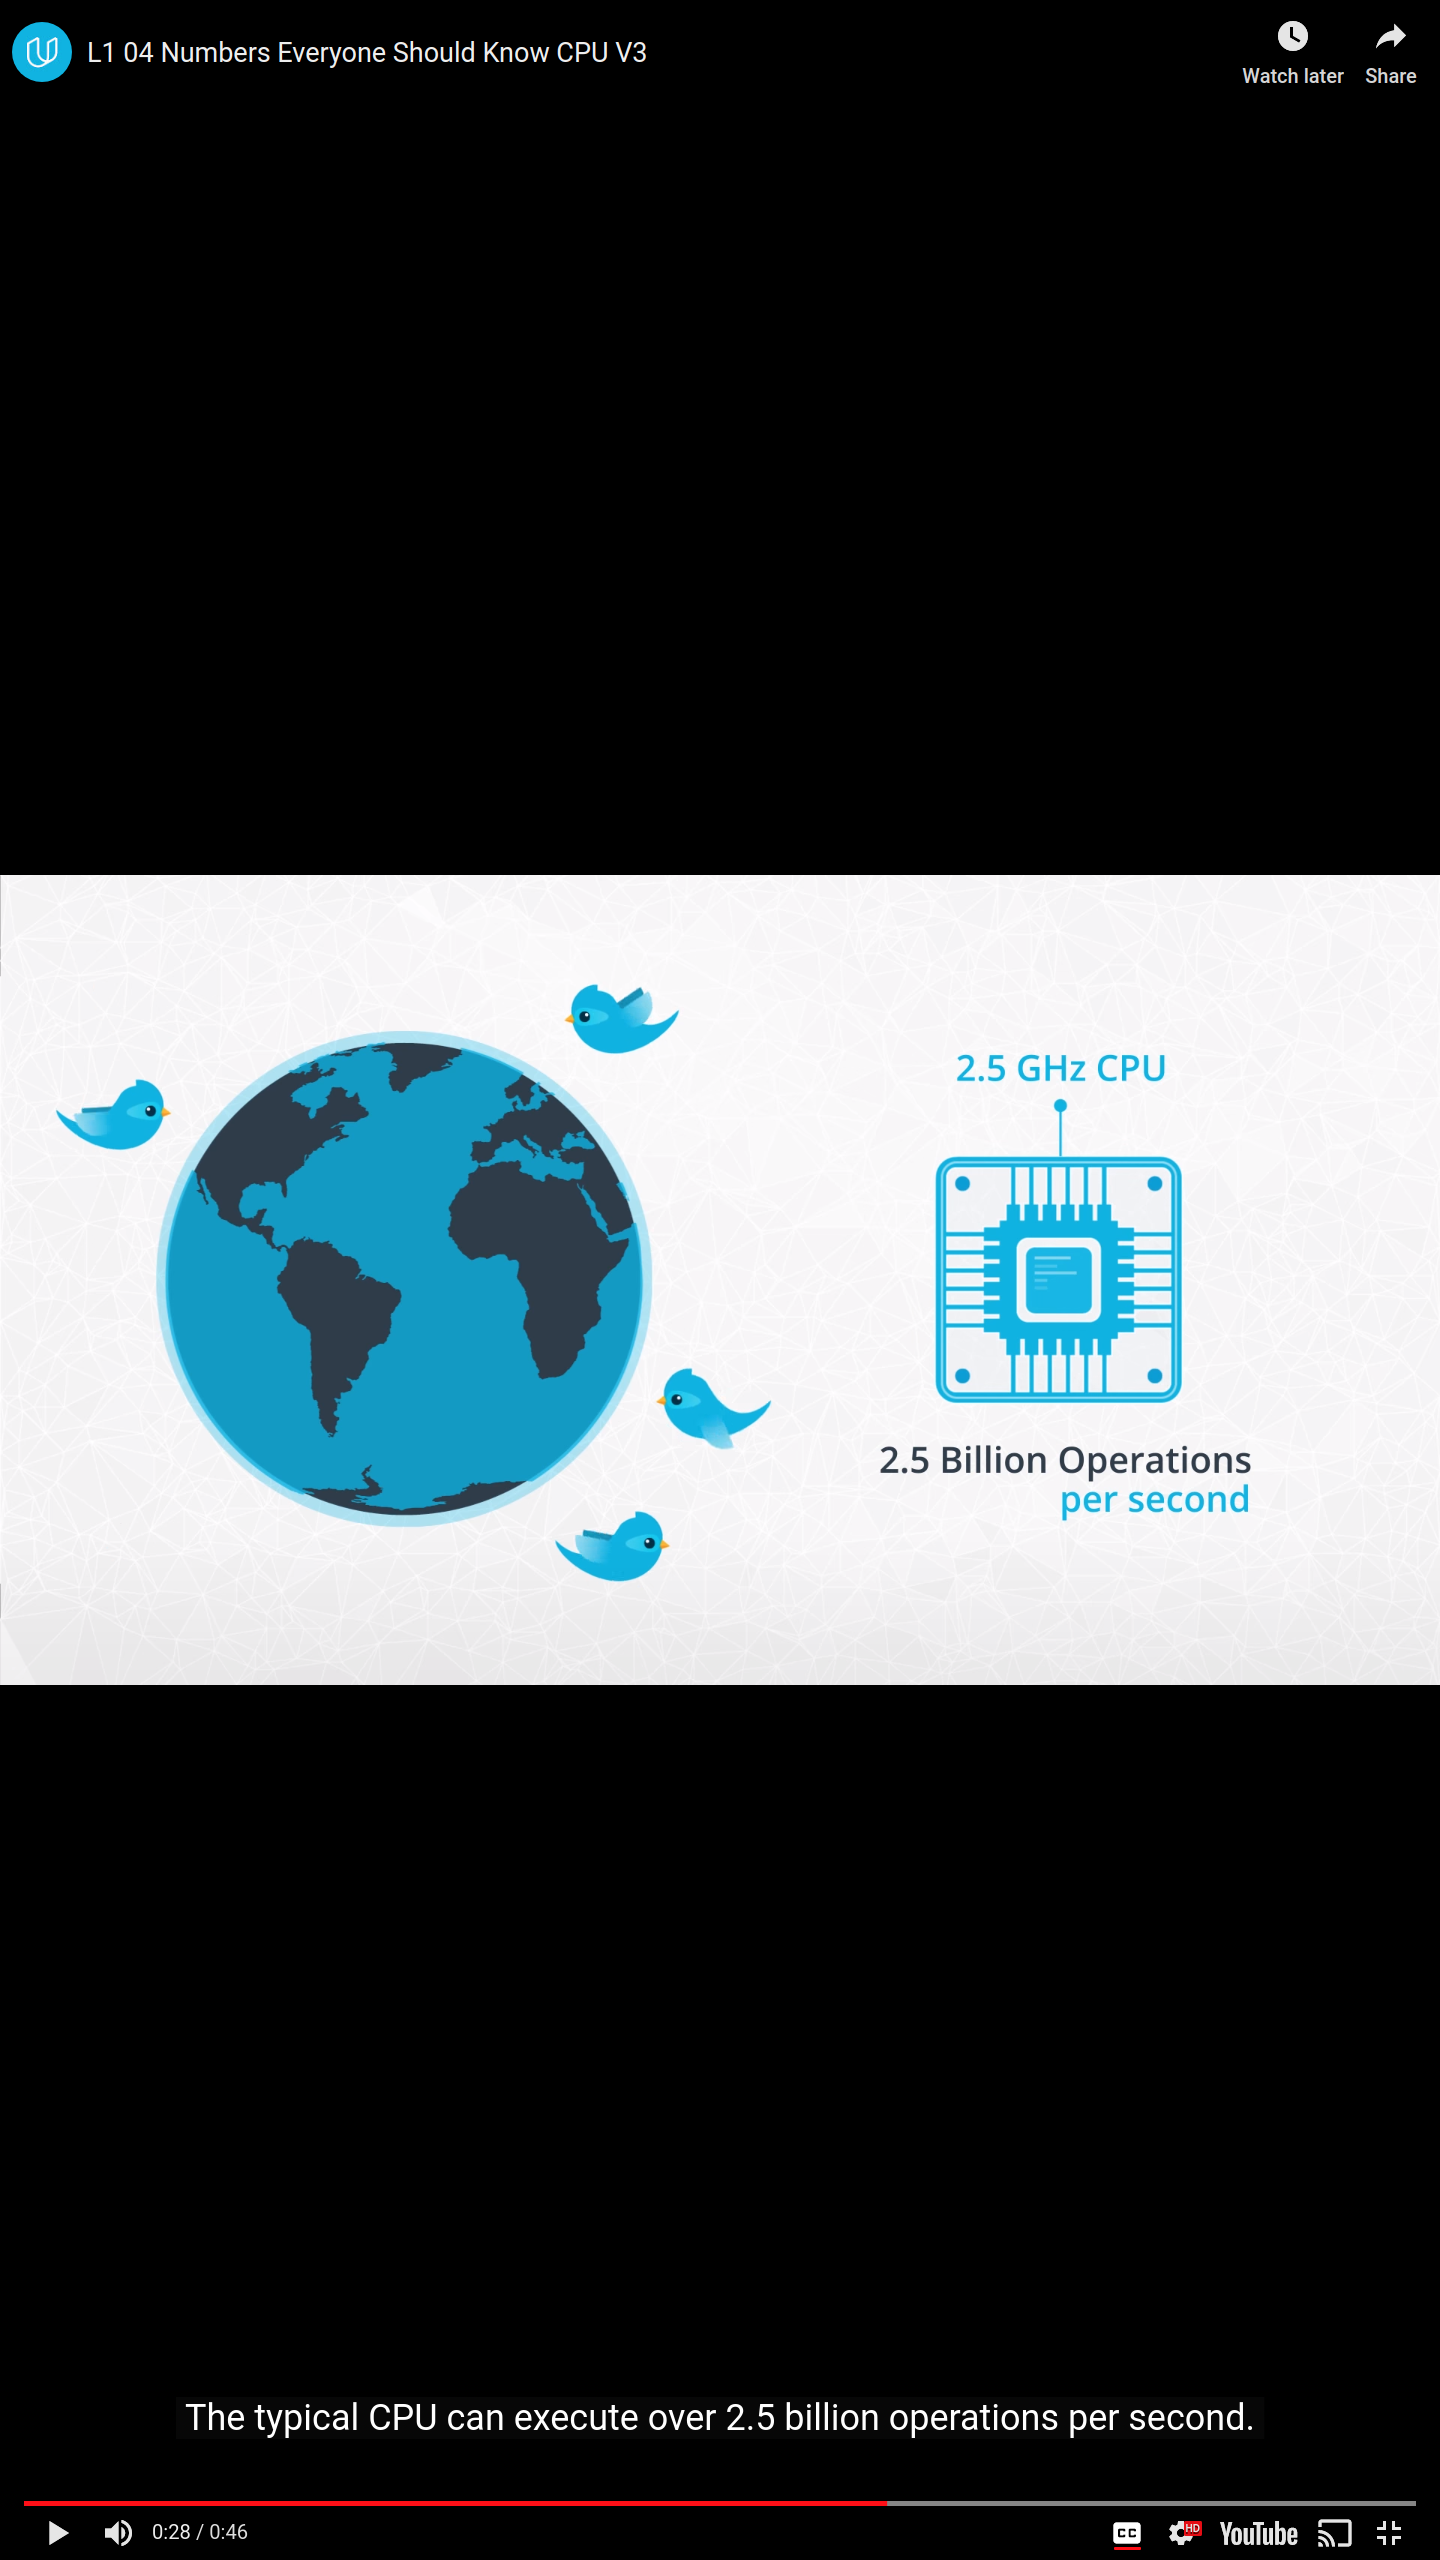 L1 04 Numbers Everyone Should Know CPU V3
Watch later
Share
2.5 GHz CPU
2.5 Billion Operations
per second
The typical CPU can execute over 2.5 billion operations per second.
0:28 / 0:46
CC
HD
YouTube